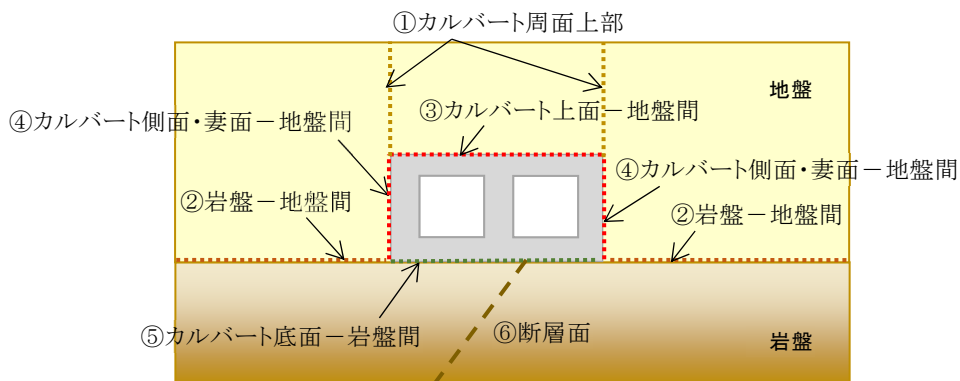 ①カルバート周面上部
地盤
③カルバート上面－地盤間
④カルバート側面・妻面－地盤間
④カルバート側面・妻面－地盤間
②岩盤－地盤間
②岩盤－地盤間
⑤カルバート底面－岩盤間
⑥断層面
岩盤